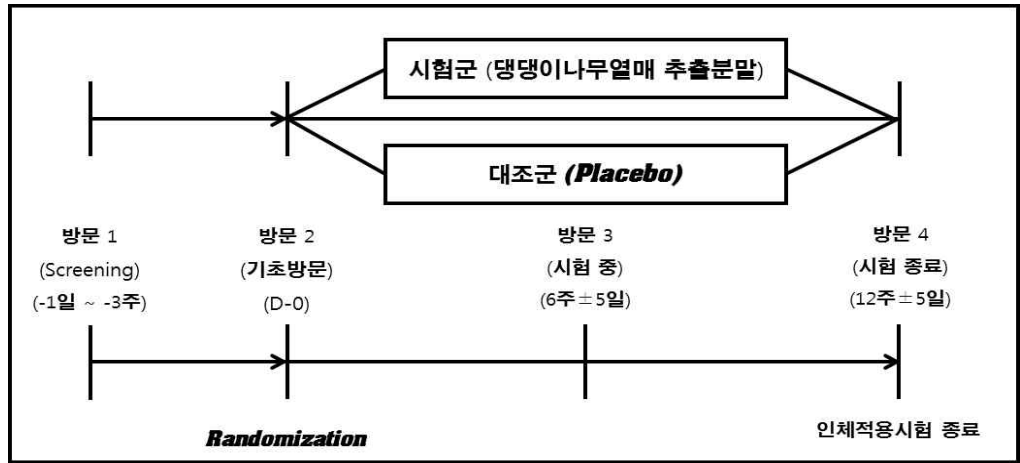 시험군 (댕댕이나무열매 추출분말)
대조군 (Placebo)
방문 1
(Screening)
(-1일 ~ -3주)
방문 2
(기초방문)
(D-0)
방문 3
(시험 중)
(6주±5일)
방문 4
(시험 종료)
(12주±5일)
Randomization
인체적용시험 종료